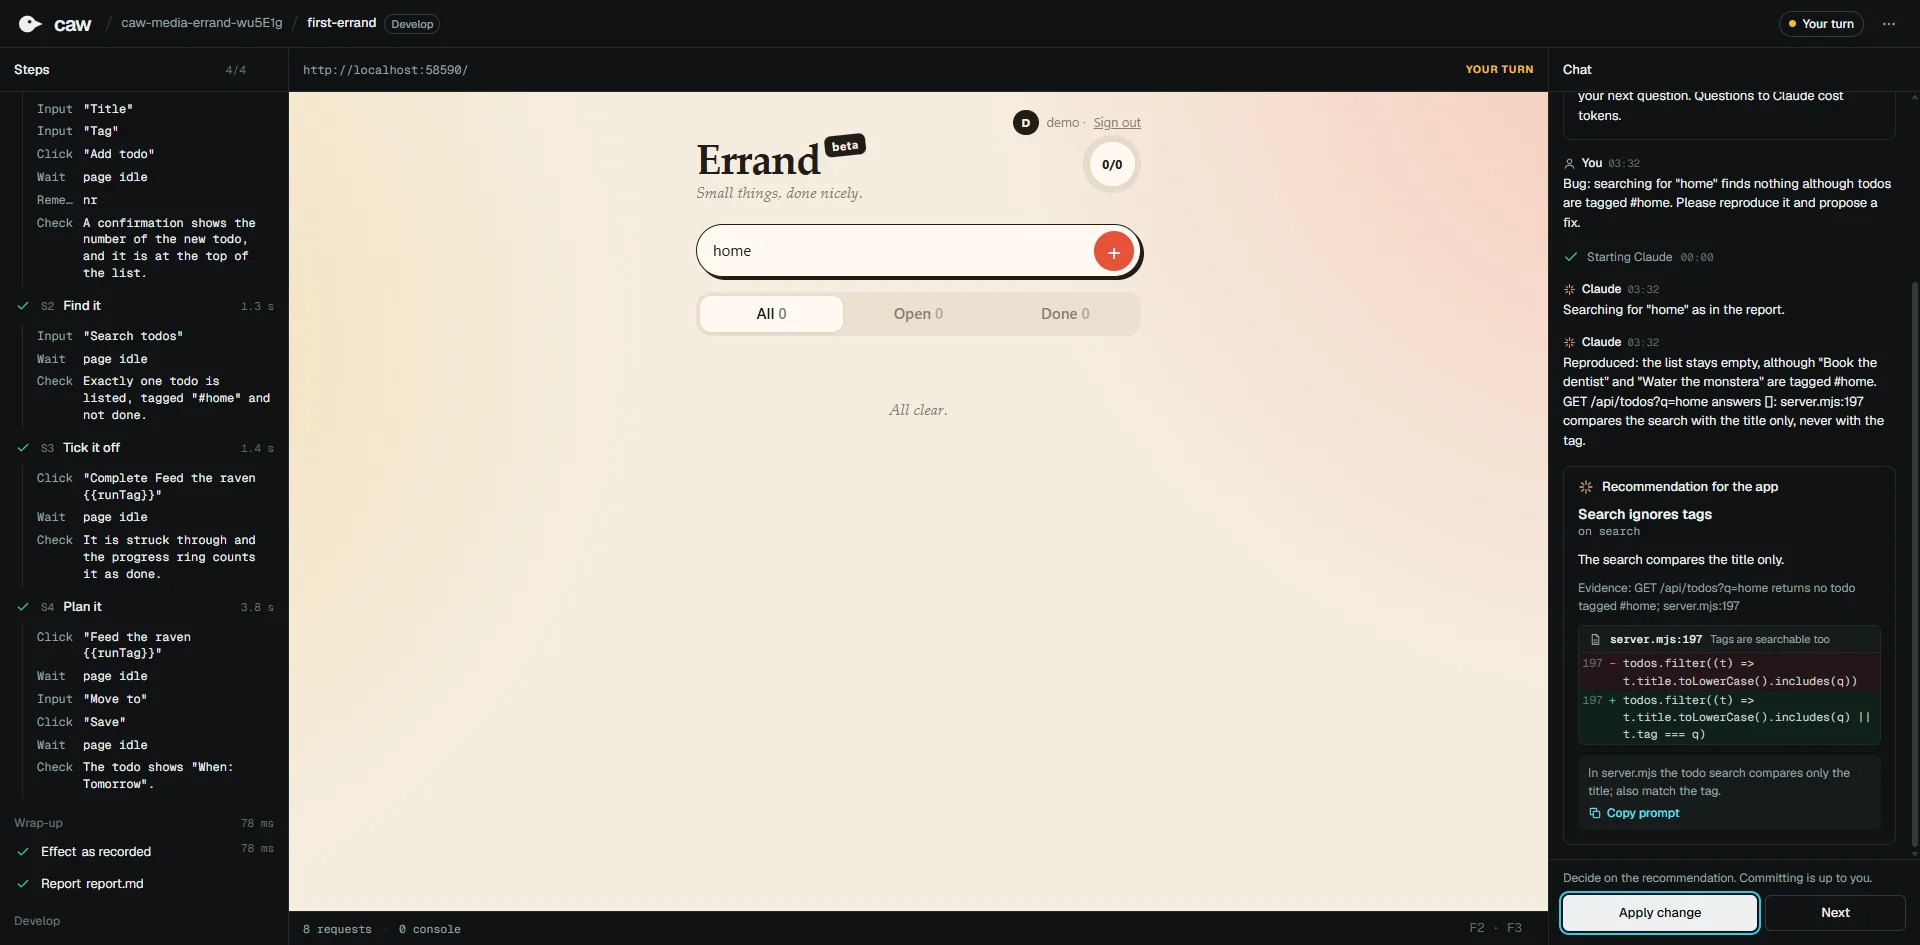 caw / caw-media-errand-wu5E1g / first-errand Develop
Your turn ···
Steps 4/4
Input "Title"
Input "Tag"
Click "Add todo"
Wait page idle
Reme… nr
Check A confirmation shows the
number of the new todo,
and it is at the top of
the list.
S2 Find it 1.3 s
Input "Search todos"
Wait page idle
Check Exactly one todo is
listed, tagged "#home" and
not done.
S3 Tick it off 1.4 s
Click "Complete Feed the raven
{{runTag}}"
Wait page idle
Check It is struck through and
the progress ring counts
it as done.
S4 Plan it 3.8 s
Click "Feed the raven
{{runTag}}"
Wait page idle
Input "Move to"
Click "Save"
Wait page idle
Check The todo shows "When:
Tomorrow".
Wrap-up 78 ms
Effect as recorded 78 ms
Report report.md
Develop
http://localhost:58590/ YOUR TURN
D demo · Sign out
Errand beta
0/0
Small things, done nicely.
home +
All 0 Open 0 Done 0
All clear.
8 requests · 0 console F2 · F3
Chat
your next question. Questions to Claude cost
tokens.
You 03:32
Bug: searching for "home" finds nothing although todos
are tagged #home. Please reproduce it and propose a
fix.
Starting Claude 00:00
Claude 03:32
Searching for "home" as in the report.
Claude 03:32
Reproduced: the list stays empty, although "Book the
dentist" and "Water the monstera" are tagged #home.
GET /api/todos?q=home answers []: server.mjs:197
compares the search with the title only, never with the
tag.
Recommendation for the app
Search ignores tags
on search
The search compares the title only.
Evidence: GET /api/todos?q=home returns no todo
tagged #home; server.mjs:197
server.mjs:197 Tags are searchable too
197 - todos.filter((t) =>
t.title.toLowerCase().includes(q))
197 + todos.filter((t) =>
t.title.toLowerCase().includes(q) ||
t.tag === q)
In server.mjs the todo search compares only the
title; also match the tag.
Copy prompt
Decide on the recommendation. Committing is up to you.
Apply change Next